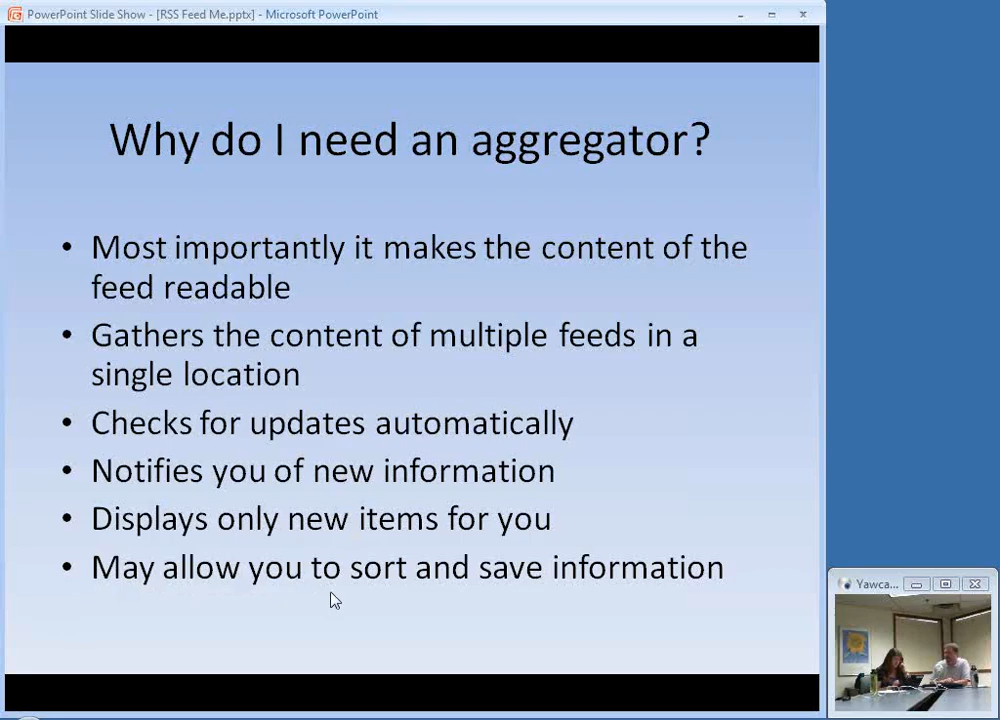 PowerPoint Slide Show - [RSS Feed Me.pptx] - Microsoft PowerPoint
Why do I need an aggregator?
• Most importantly it makes the content of the
feed readable
• Gathers the content of multiple feeds in a
single location
• Checks for updates automatically
• Notifies you of new information
• Displays only new items for you
• May allow you to sort and save information
Yawca...